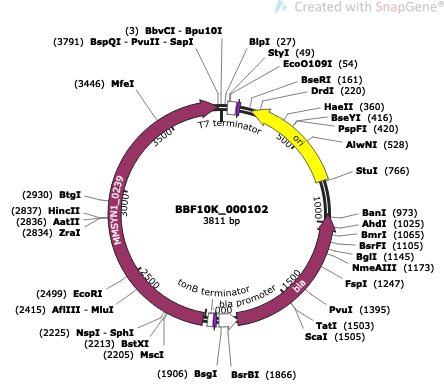 Created with SnapGene®
(3) BbvCI - Bpu10I
(3791) BspQI - PvuII - SapI
BlpI (27)
StyI (49)
EcoO109I (54)
(3446) MfeI
BseRI (161)
DrdI (220)
HaeII (360)
BseYI (416)
PspFI (420)
AlwNI (528)
T7 terminator
ori
3500
500
StuI (766)
(2930) BtgI
(2837) HincII
(2836) AatII
(2834) ZraI
MMSYN1_0239
3000
BBF10K_000102
3811 bp
1000
BanI (973)
AhdI (1025)
BmrI (1065)
BsrFI (1105)
BglI (1145)
NmeAIII (1173)
FspI (1247)
bla
2500
1500
tonB terminator
bla promoter
(2499) EcoRI
(2415) AflIII - MluI
PvuI (1395)
TatI (1503)
ScaI (1505)
(2225) NspI - SphI
(2213) BstXI
(2205) MscI
(1906) BsgI
BsrBI (1866)